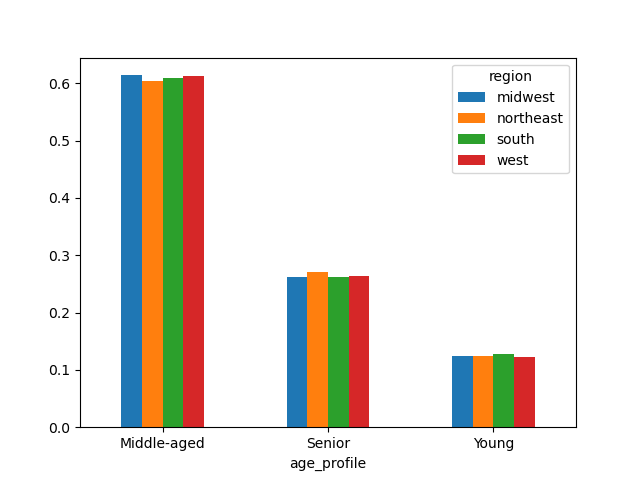 region
midwest
northeast
south
west
0.6
0.5
0.4
0.3
0.2
0.1
0.0
Middle-aged
Senior
Young
age_profile